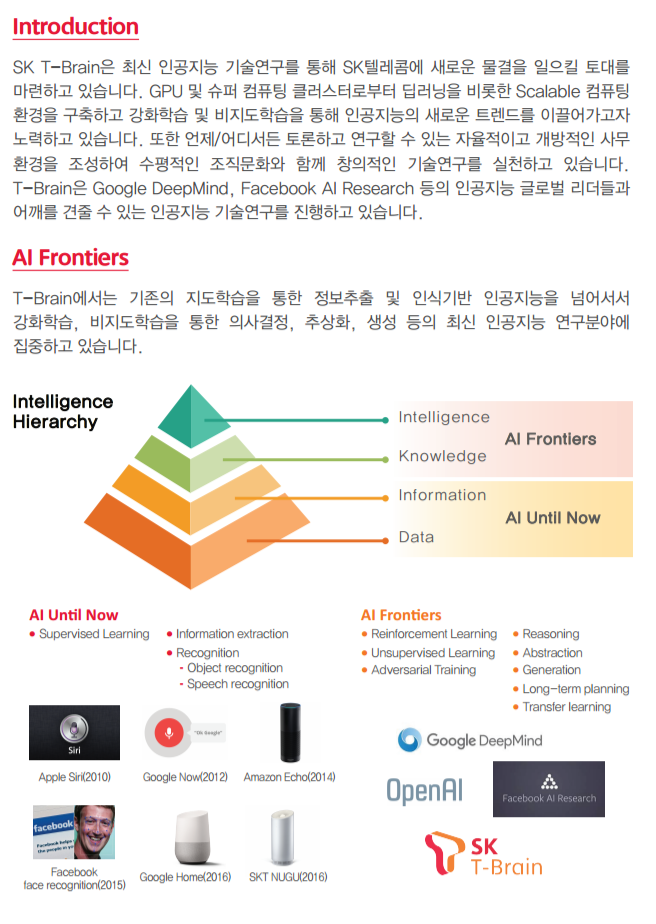 Introduction
SK T-Brain은 최신 인공지능 기술연구를 통해 SK텔레콤에 새로운 물결을 일으킬 토대를
마련하고 있습니다. GPU 및 슈퍼 컴퓨팅 클러스터로부터 딥러닝을 비롯한 Scalable 컴퓨팅
환경을 구축하고 강화학습 및 비지도학습을 통해 인공지능의 새로운 트렌드를 이끌어가고자
노력하고 있습니다. 또한 언제/어디서든 토론하고 연구할 수 있는 자율적이고 개방적인 사무
환경을 조성하여 수평적인 조직문화와 함께 창의적인 기술연구를 실천하고 있습니다.
T-Brain은 Google DeepMind, Facebook AI Research 등의 인공지능 글로벌 리더들과
어깨를 견줄 수 있는 인공지능 기술연구를 진행하고 있습니다.
AI Frontiers
T-Brain에서는 기존의 지도학습을 통한 정보추출 및 인식기반 인공지능을 넘어서서
강화학습, 비지도학습을 통한 의사결정, 추상화, 생성 등의 최신 인공지능 연구분야에
집중하고 있습니다.
Intelligence
Hierarchy
Intelligence
Knowledge
AI Frontiers
Information
Data
AI Until Now
AI Until Now
• Supervised Learning
• Information extraction
• Recognition
- Object recognition
- Speech recognition
AI Frontiers
• Reinforcement Learning
• Unsupervised Learning
• Adversarial Training
• Reasoning
• Abstraction
• Generation
• Long-term planning
• Transfer learning
Siri
"Ok Google"
Apple Siri(2010)
Google Now(2012)
Amazon Echo(2014)
facebook
Facebook helps
the people in yo
Facebook
face recognition(2015)
Google Home(2016)
SKT NUGU(2016)
Google DeepMind
OpenAI
Facebook AI Research
SK
T-Brain